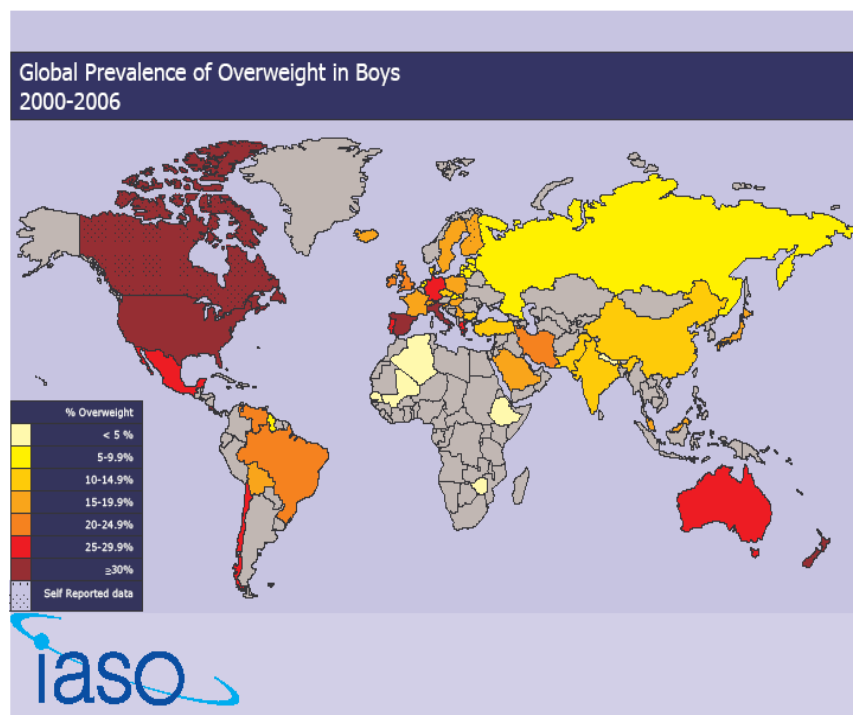 Global Prevalence of Overweight in Boys
2000-2006
% Overweight
< 5 %
5-9.9%
10-14.9%
15-19.9%
20-24.9%
25-29.9%
≥30%
Self Reported data
iaso